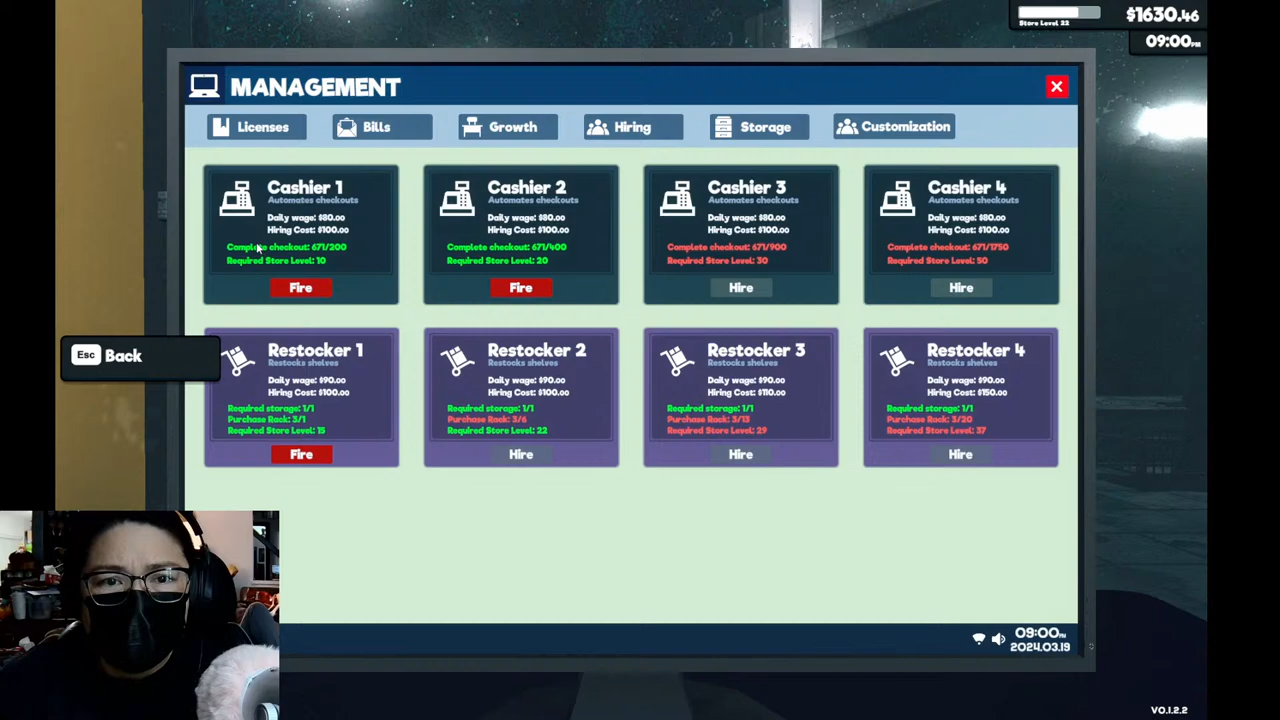 $1630.46
Store Level 22
09:00PM
MANAGEMENT
Licenses
Bills
Growth
Hiring
Storage
Customization
Cashier 1
Automates checkouts
Daily wage: $80.00
Hiring Cost: $100.00
Complete checkout: 671/200
Required Store Level: 10
Fire
Cashier 2
Automates checkouts
Daily wage: $80.00
Hiring Cost: $100.00
Complete checkout: 671/400
Required Store Level: 20
Fire
Cashier 3
Automates checkouts
Daily wage: $80.00
Hiring Cost: $100.00
Complete checkout: 671/900
Required Store Level: 30
Hire
Cashier 4
Automates checkouts
Daily wage: $80.00
Hiring Cost: $100.00
Complete checkout: 671/1750
Required Store Level: 50
Hire
Esc Back
Restocker 1
Restocks shelves
Daily wage: $90.00
Hiring Cost: $100.00
Required storage: 1/1
Purchase Rack: 3/1
Required Store Level: 15
Fire
Restocker 2
Restocks shelves
Daily wage: $90.00
Hiring Cost: $100.00
Required storage: 1/1
Purchase Rack: 3/6
Required Store Level: 22
Hire
Restocker 3
Restocks shelves
Daily wage: $90.00
Hiring Cost: $110.00
Required storage: 1/1
Purchase Rack: 3/13
Required Store Level: 29
Hire
Restocker 4
Restocks shelves
Daily wage: $90.00
Hiring Cost: $150.00
Required storage: 1/1
Purchase Rack: 3/20
Required Store Level: 37
Hire
09:00PM
2024.03.19
V0.1.2.2